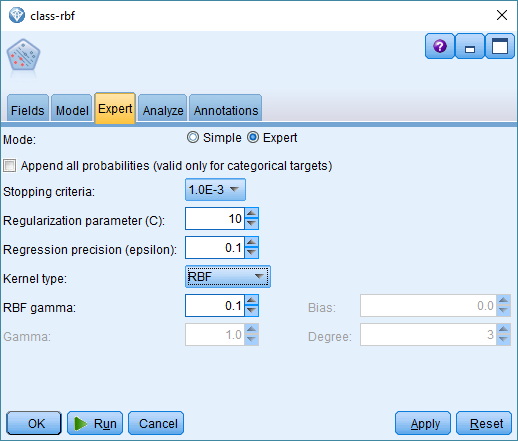 class-rbf
?
Fields Model Expert Analyze Annotations
Mode: Simple Expert
Append all probabilities (valid only for categorical targets)
Stopping criteria: 1.0E-3
Regularization parameter (C): 10
Regression precision (epsilon): 0.1
Kernel type: RBF
RBF gamma: 0.1 Bias: 0.0
Gamma: 1.0 Degree: 3
OK Run Cancel Apply Reset